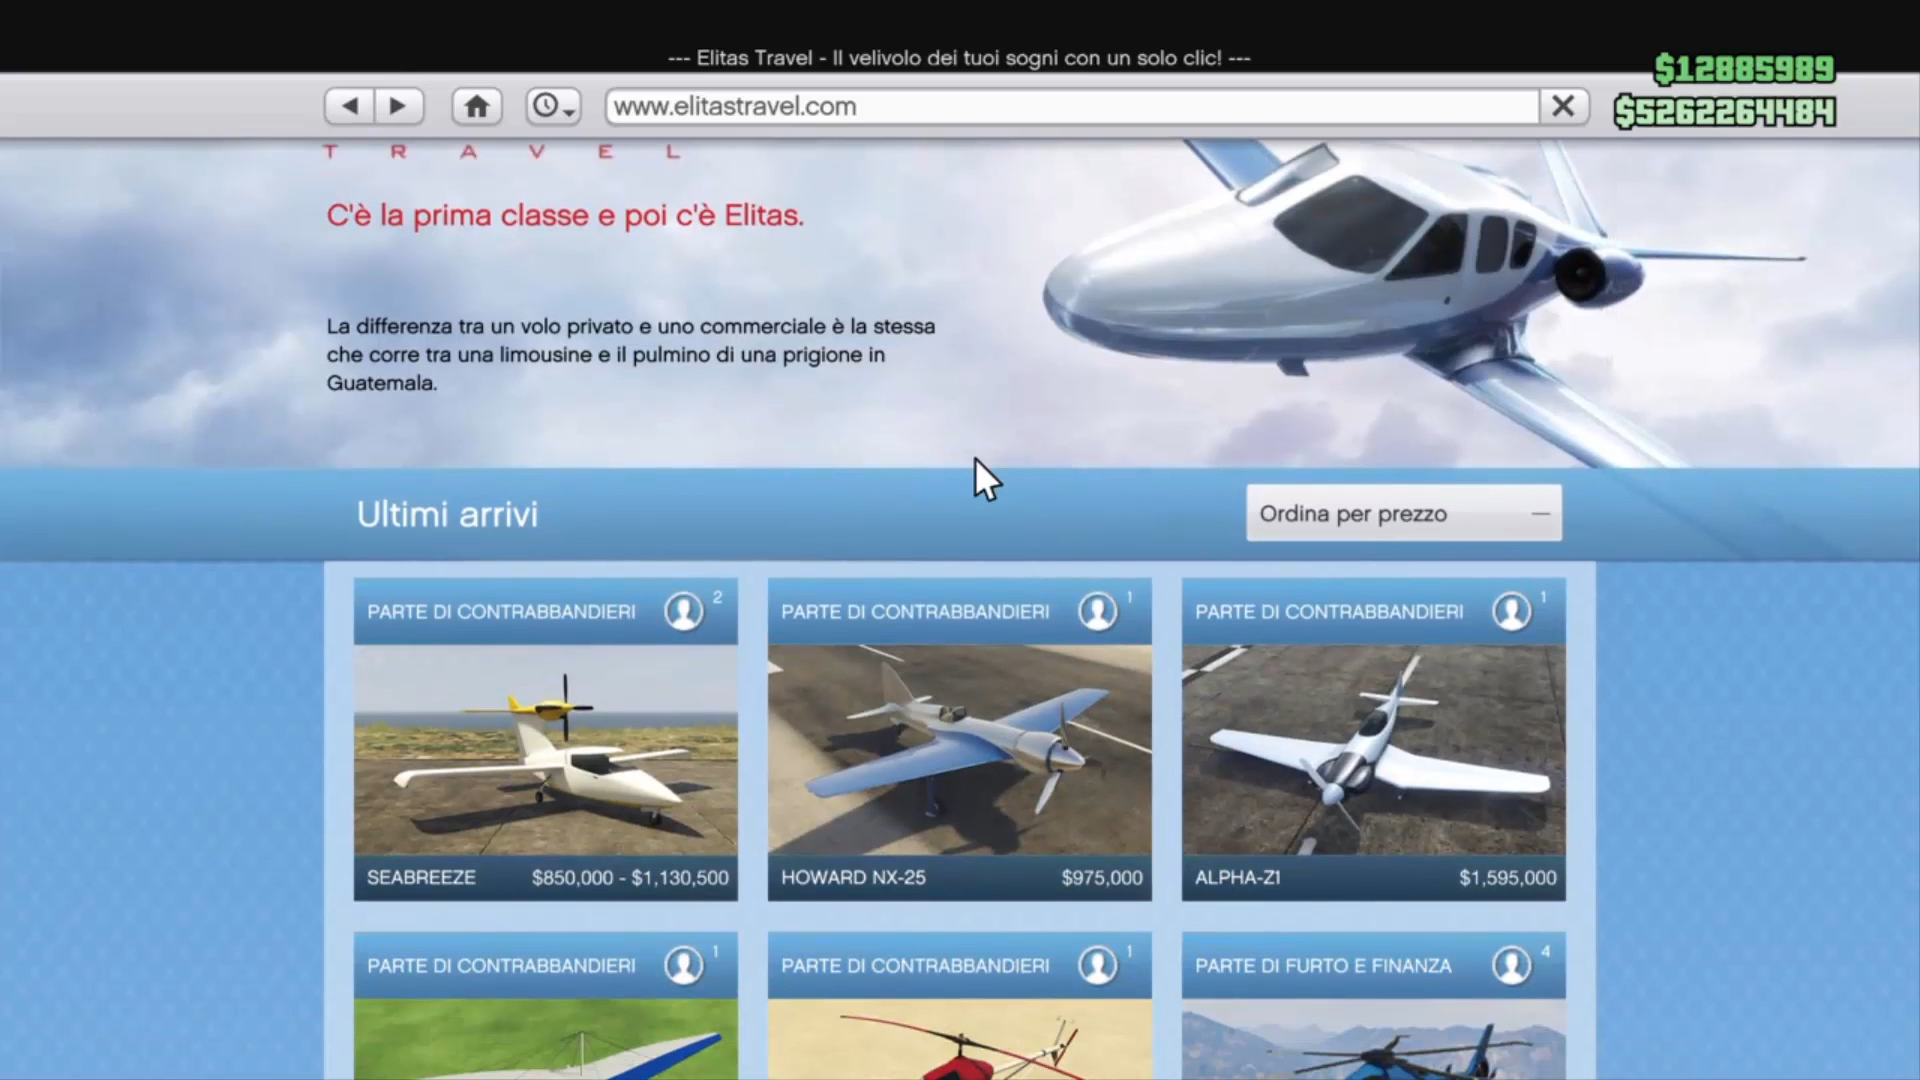 --- Elitas Travel - Il velivolo dei tuoi sogni con un solo clic! ---
$12885989
www.elitastravel.com
$5262264484
T R A V E L
C'è la prima classe e poi c'è Elitas.
La differenza tra un volo privato e uno commerciale è la stessa
che corre tra una limousine e il pulmino di una prigione in
Guatemala.
Ultimi arrivi
Ordina per prezzo
PARTE DI CONTRABBANDIERI 2
PARTE DI CONTRABBANDIERI 1
PARTE DI CONTRABBANDIERI 1
SEABREEZE $850,000 - $1,130,500
HOWARD NX-25 $975,000
ALPHA-Z1 $1,595,000
PARTE DI CONTRABBANDIERI 1
PARTE DI CONTRABBANDIERI 1
PARTE DI FURTO E FINANZA 4